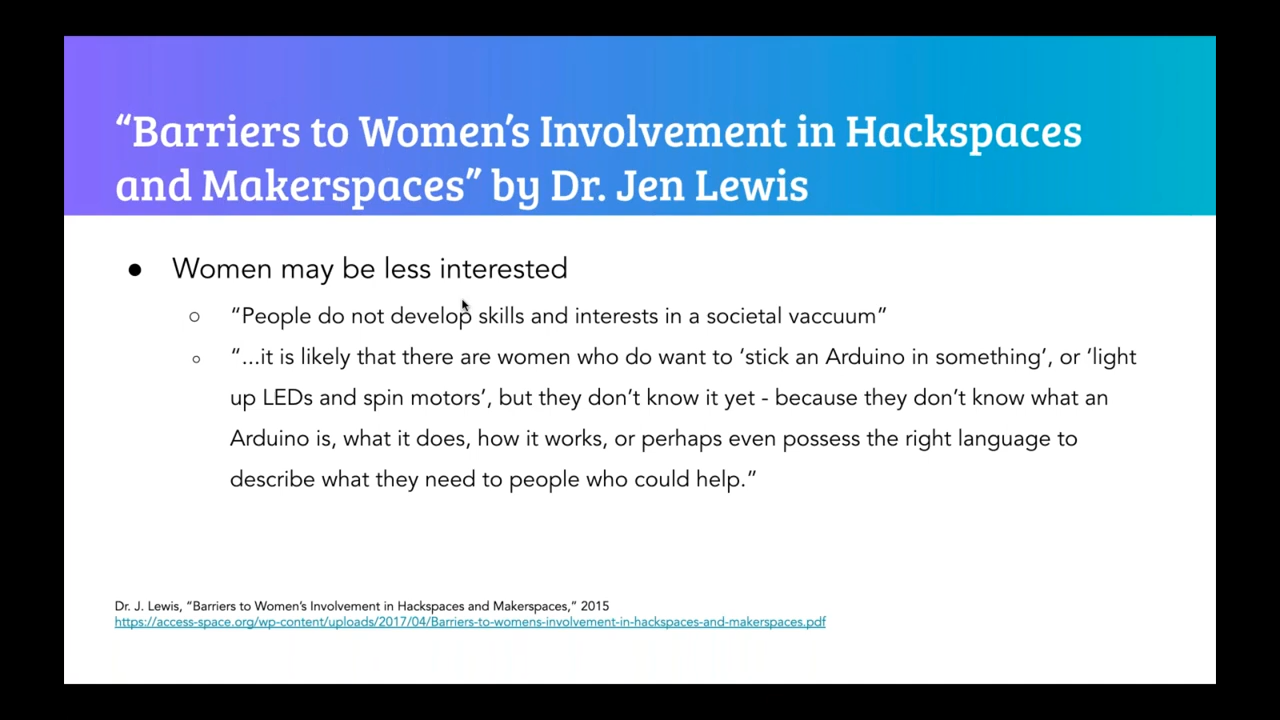 “Barriers to Women’s Involvement in Hackspaces
and Makerspaces” by Dr. Jen Lewis
● Women may be less interested
○ “People do not develop skills and interests in a societal vaccuum”
○ “...it is likely that there are women who do want to ‘stick an Arduino in something’, or ‘light
up LEDs and spin motors’, but they don’t know it yet - because they don’t know what an
Arduino is, what it does, how it works, or perhaps even possess the right language to
describe what they need to people who could help.”
Dr. J. Lewis, “Barriers to Women’s Involvement in Hackspaces and Makerspaces,” 2015
https://access-space.org/wp-content/uploads/2017/04/Barriers-to-womens-involvement-in-hackspaces-and-makerspaces.pdf